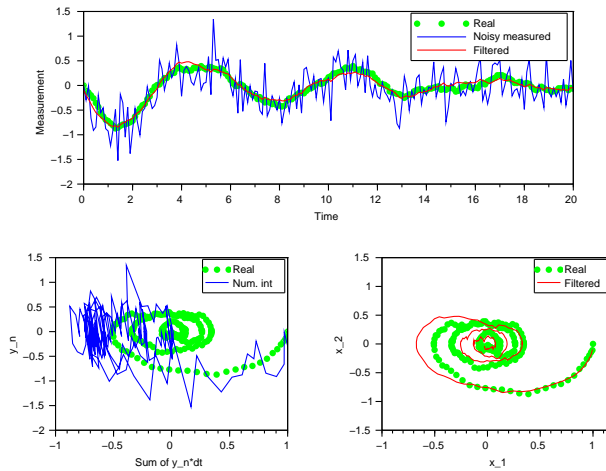 1.5
Real
Noisy measured
Filtered
1
0.5
0
−0.5
−1
−1.5
−2
Measurement
0 2 4 6 8 10 12 14 16 18 20
Time
1.5
Real
Num. int
1
0.5
0
−0.5
−1
−1.5
−2
y_n
−1 −0.5 0 0.5 1
Sum of y_n*dt
1.5
Real
Filtered
1
0.5
0
−0.5
−1
−1.5
x_2
−1 −0.5 0 0.5 1
x_1